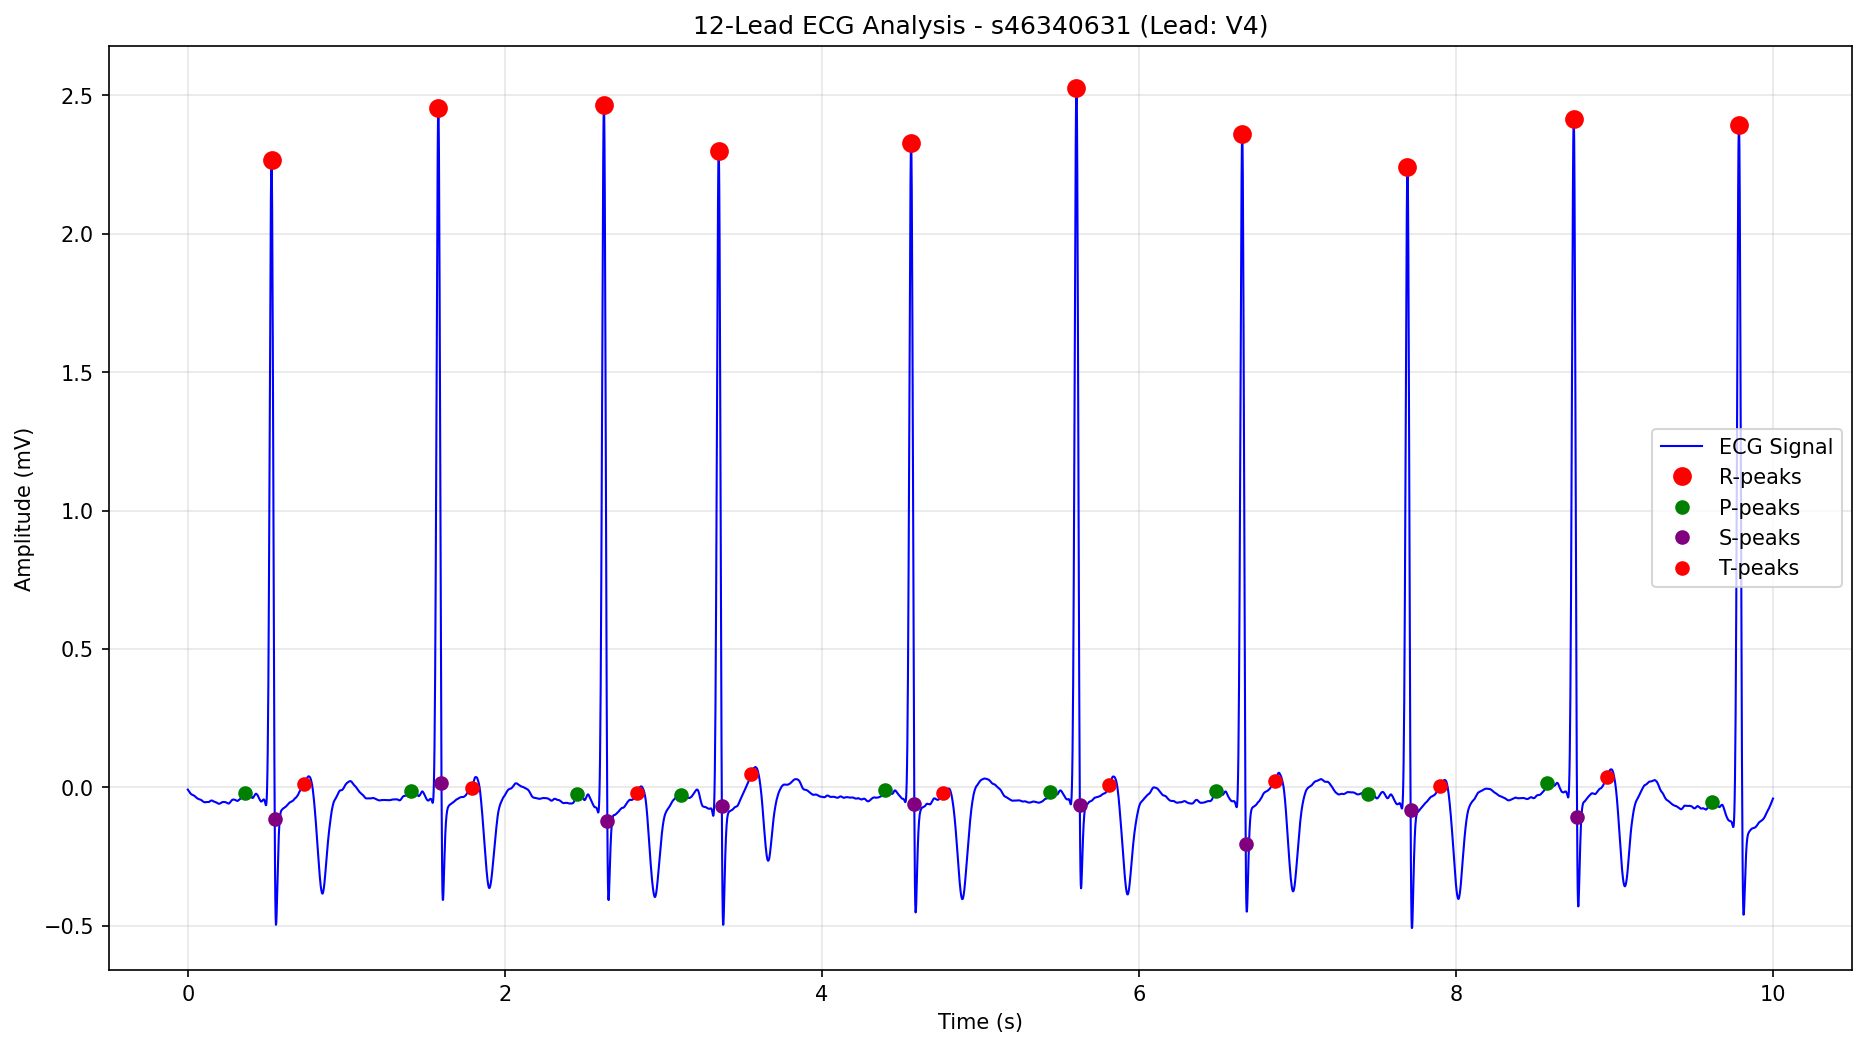 12-Lead ECG Analysis - s46340631 (Lead: V4)
Amplitude (mV)
2.5
2.0
1.5
1.0
0.5
0.0
−0.5
ECG Signal
R-peaks
P-peaks
S-peaks
T-peaks
0 2 4 6 8 10
Time (s)